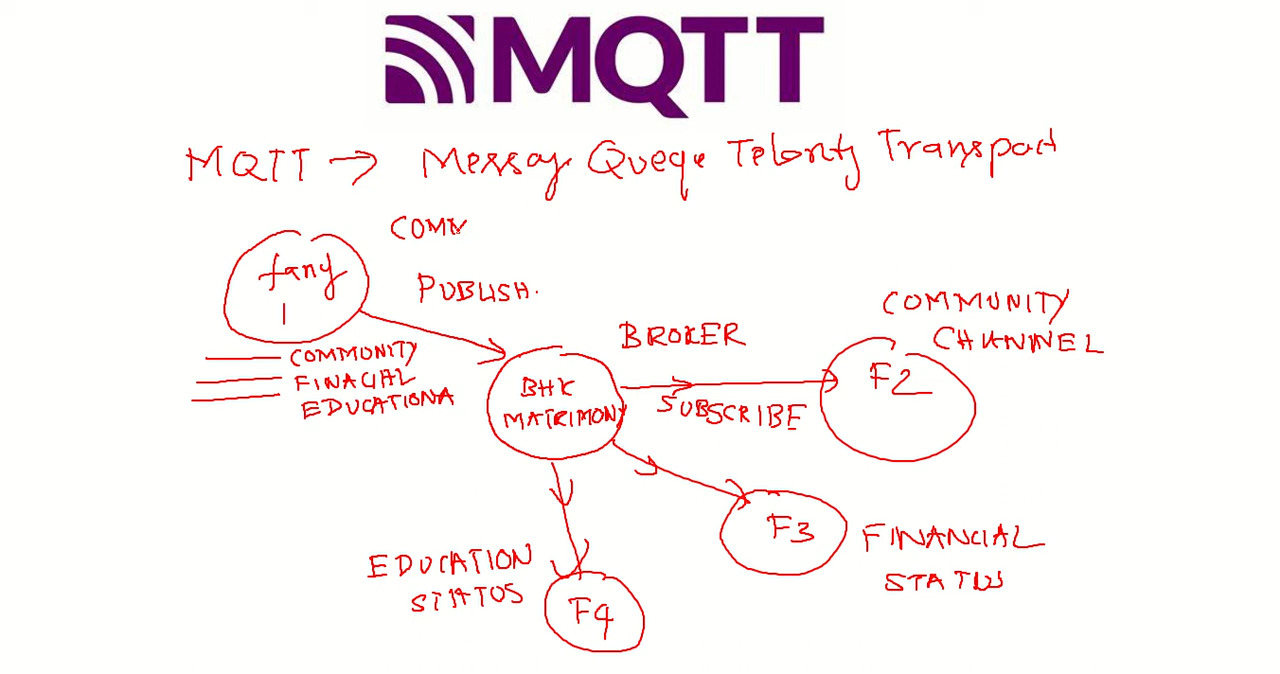 MQTT
MQTT → Messag Queqe Telemty Transport
COMM
fany
1
PUBLISH.
COMMUNITY
CHANNEL
BROKER
COMMUNITY
FINACIAL
EDUCATIONA
BHK
MATRIMONY
SUBSCRIBE
F2
F3
FINANCIAL
STATUS
EDUCATION
STATUS
F4